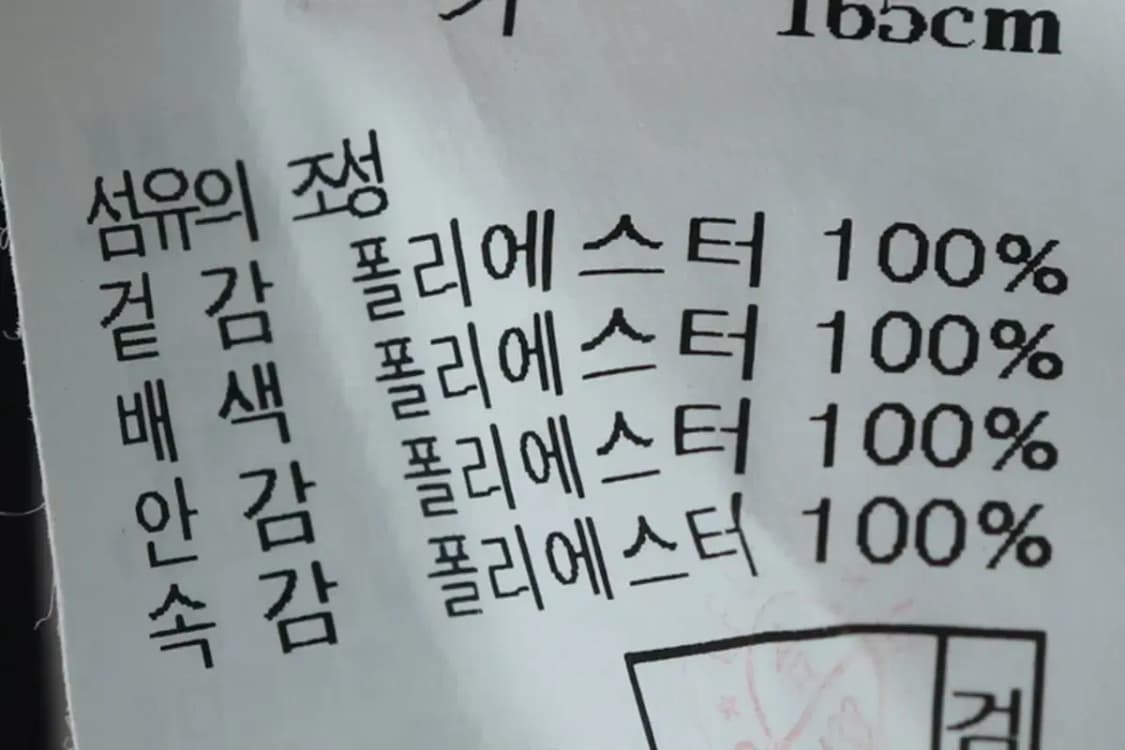 165cm
섬유의 조성
겉 감 폴리에스터 100%
배 색 폴리에스터 100%
안 감 폴리에스터 100%
속 감 폴리에스터 100%
검